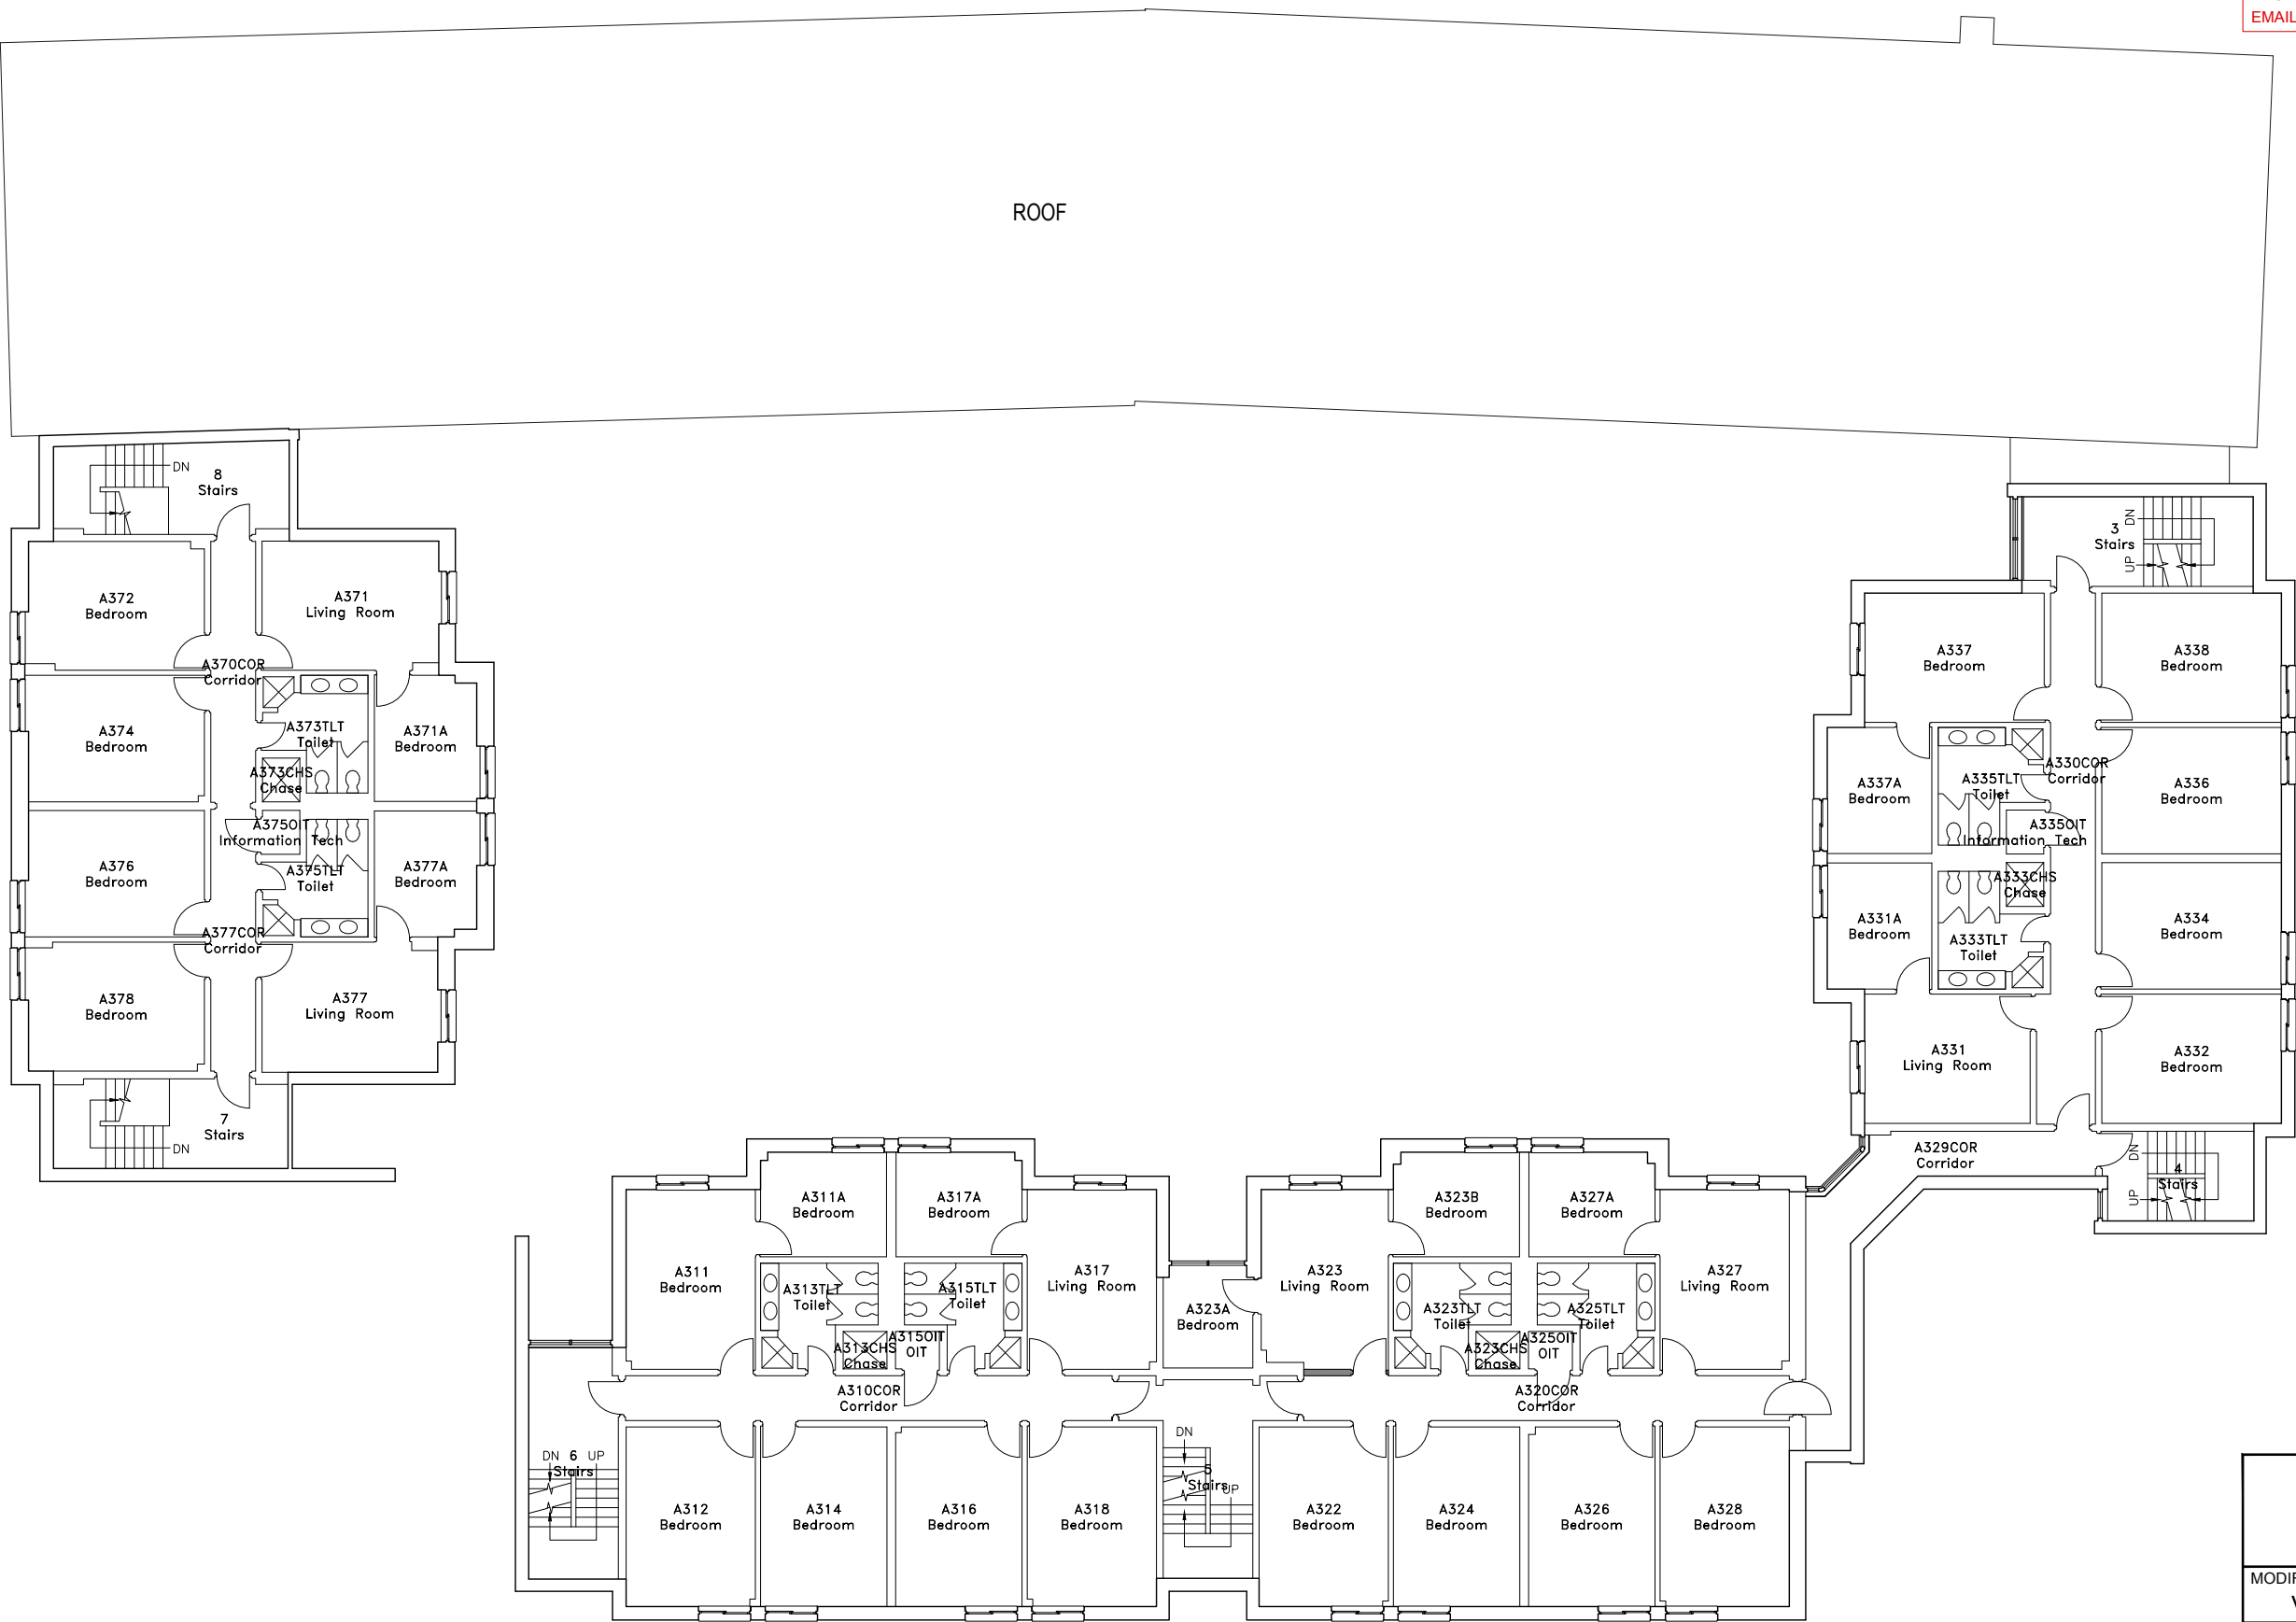 EMAIL
ROOF
DN
8
Stairs
A372
Bedroom
A371
Living Room
A370COR
Corridor
A374
Bedroom
A373TLT
Toilet
A371A
Bedroom
A373CHS
Chase
A375OIT
Information Tech
A376
Bedroom
A375TLT
Toilet
A377A
Bedroom
A377COR
Corridor
A378
Bedroom
A377
Living Room
7
Stairs
DN
DN
3
Stairs
UP
A337
Bedroom
A338
Bedroom
A330COR
Corridor
A337A
Bedroom
A335TLT
Toilet
A336
Bedroom
A335OIT
Information Tech
A333CHS
Chase
A331A
Bedroom
A333TLT
Toilet
A334
Bedroom
A331
Living Room
A332
Bedroom
A329COR
Corridor
DN
4
Stairs
UP
A311A
Bedroom
A317A
Bedroom
A323B
Bedroom
A327A
Bedroom
A311
Bedroom
A313TLT
Toilet
A315TLT
Toilet
A317
Living Room
A323A
Bedroom
A323
Living Room
A323TLT
Toilet
A325TLT
Toilet
A327
Living Room
A313CHS
Chase
A315OIT
OIT
A323CHS
Chase
A325OIT
OIT
A310COR
Corridor
A320COR
Corridor
DN 6 UP
Stairs
DN
5
Stairs
UP
A312
Bedroom
A314
Bedroom
A316
Bedroom
A318
Bedroom
A322
Bedroom
A324
Bedroom
A326
Bedroom
A328
Bedroom